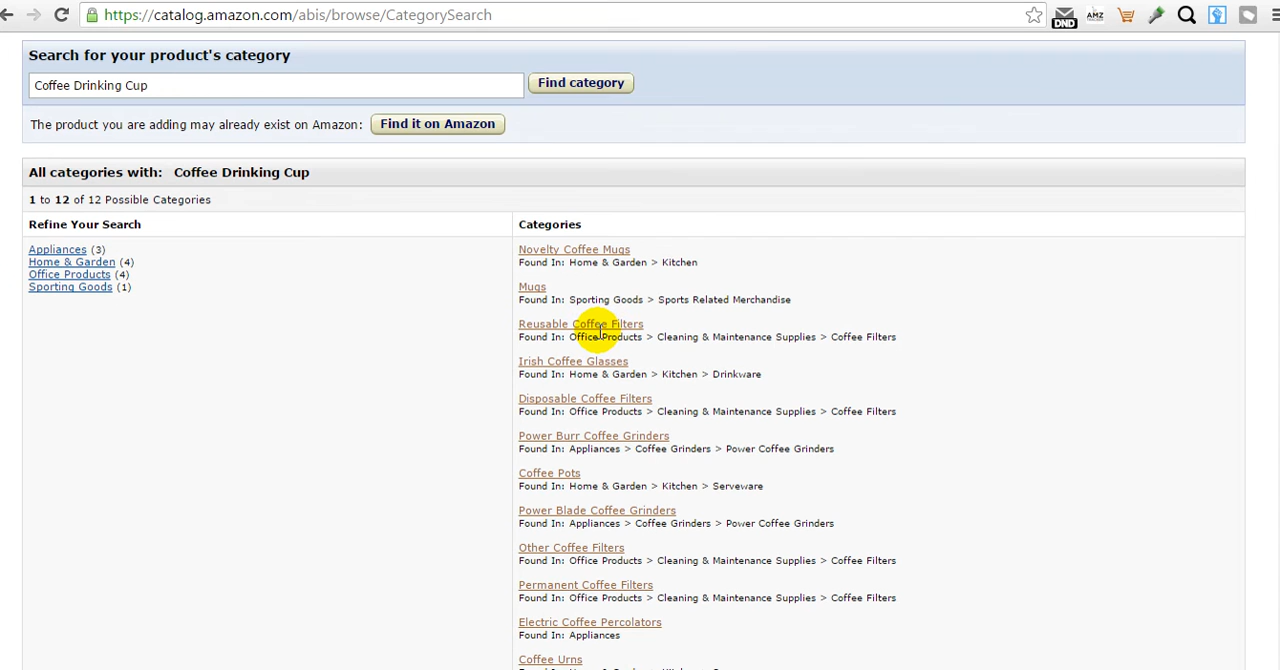 https://catalog.amazon.com/abis/browse/CategorySearch
DND
AMZ
Search for your product's category
Coffee Drinking Cup
Find category
The product you are adding may already exist on Amazon: Find it on Amazon
All categories with: Coffee Drinking Cup
1 to 12 of 12 Possible Categories
Refine Your Search
Appliances (3)
Home & Garden (4)
Office Products (4)
Sporting Goods (1)
Categories
Novelty Coffee Mugs
Found In: Home & Garden > Kitchen
Mugs
Found In: Sporting Goods > Sports Related Merchandise
Reusable Coffee Filters
Found In: Office Products > Cleaning & Maintenance Supplies > Coffee Filters
Irish Coffee Glasses
Found In: Home & Garden > Kitchen > Drinkware
Disposable Coffee Filters
Found In: Office Products > Cleaning & Maintenance Supplies > Coffee Filters
Power Burr Coffee Grinders
Found In: Appliances > Coffee Grinders > Power Coffee Grinders
Coffee Pots
Found In: Home & Garden > Kitchen > Serveware
Power Blade Coffee Grinders
Found In: Appliances > Coffee Grinders > Power Coffee Grinders
Other Coffee Filters
Found In: Office Products > Cleaning & Maintenance Supplies > Coffee Filters
Permanent Coffee Filters
Found In: Office Products > Cleaning & Maintenance Supplies > Coffee Filters
Electric Coffee Percolators
Found In: Appliances
Coffee Urns